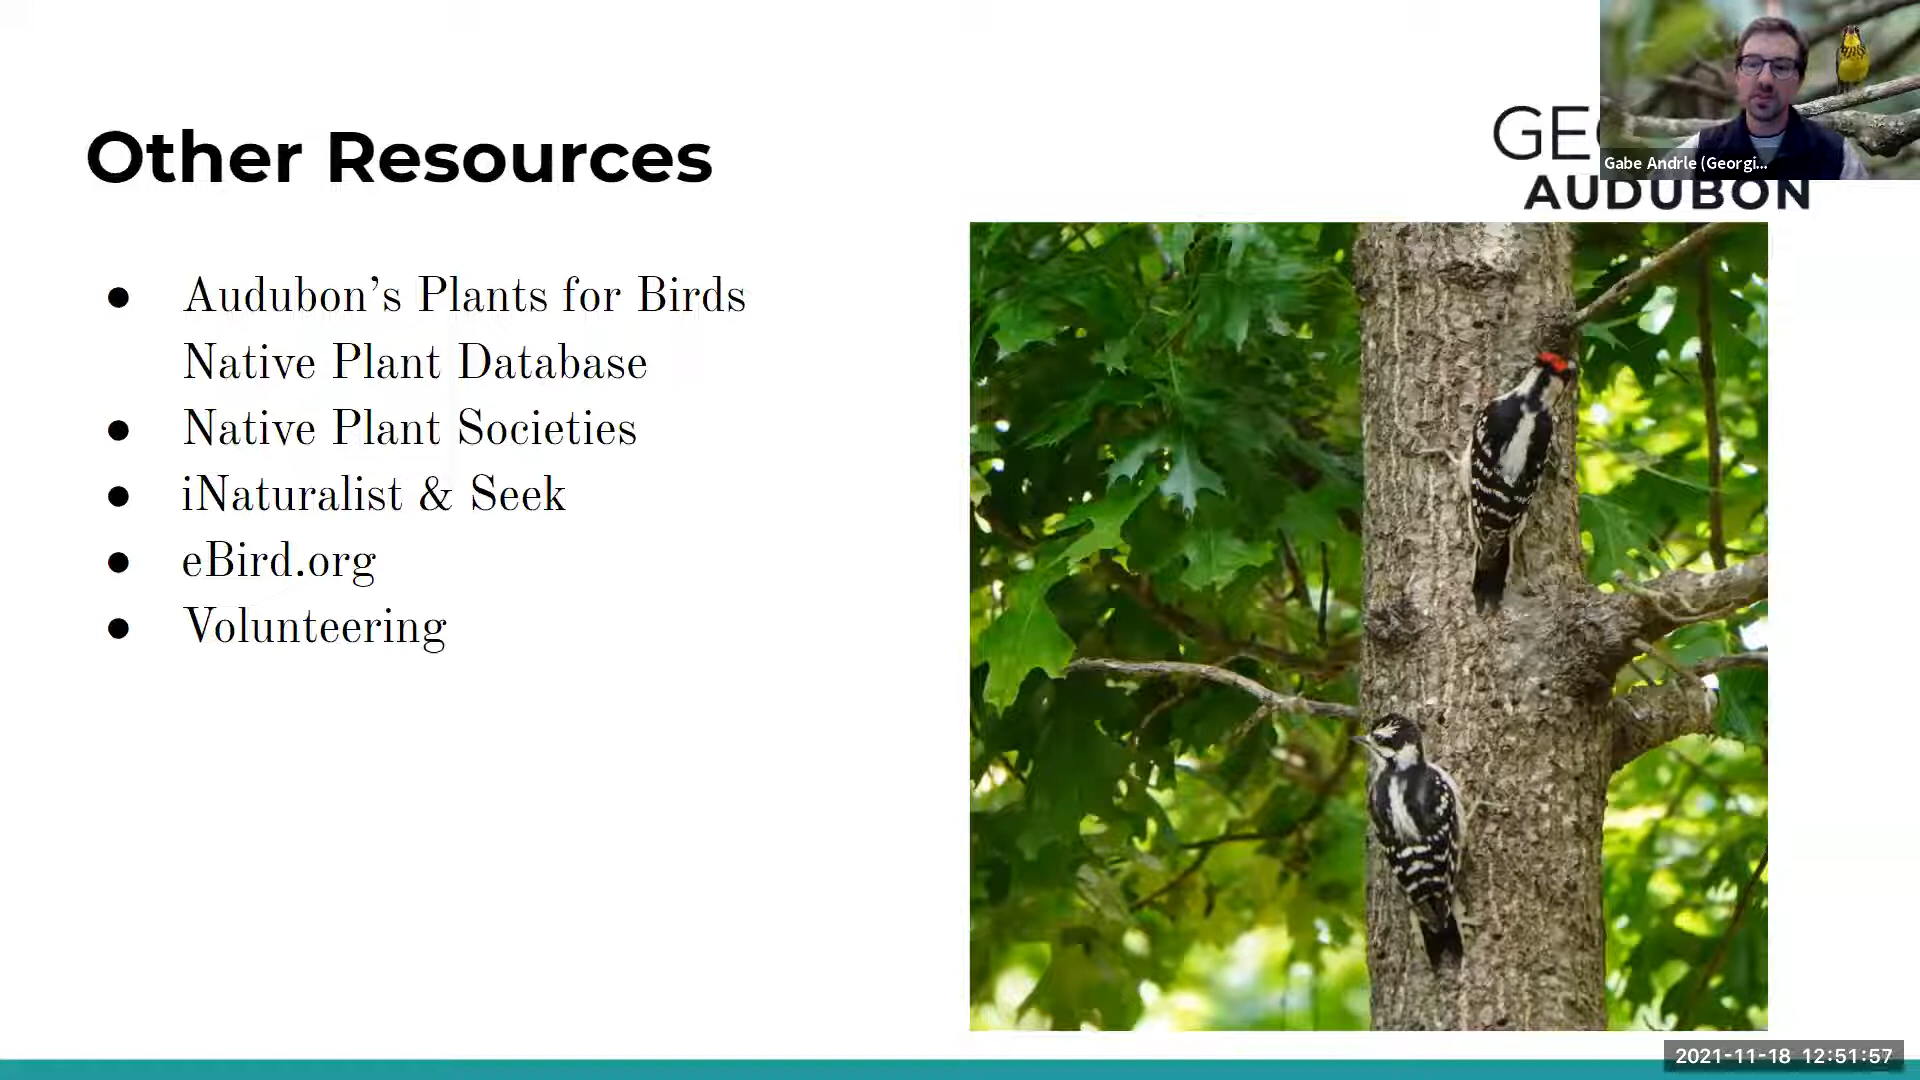 Other Resources
GE
AUDUBON
Gabe Andrle (Georgi...
● Audubon’s Plants for Birds
Native Plant Database
● Native Plant Societies
● iNaturalist & Seek
● eBird.org
● Volunteering
2021-11-18 12:51:57